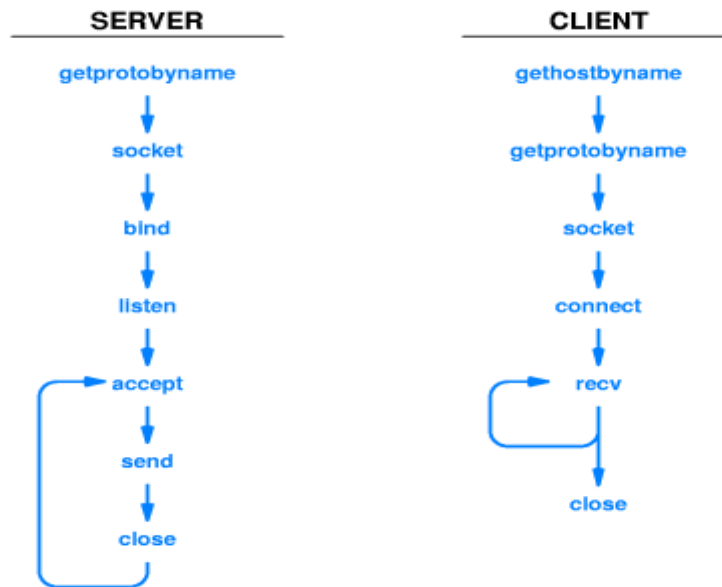 SERVER
getprotobyname
socket
bind
listen
accept
send
close
CLIENT
gethostbyname
getprotobyname
socket
connect
recv
close